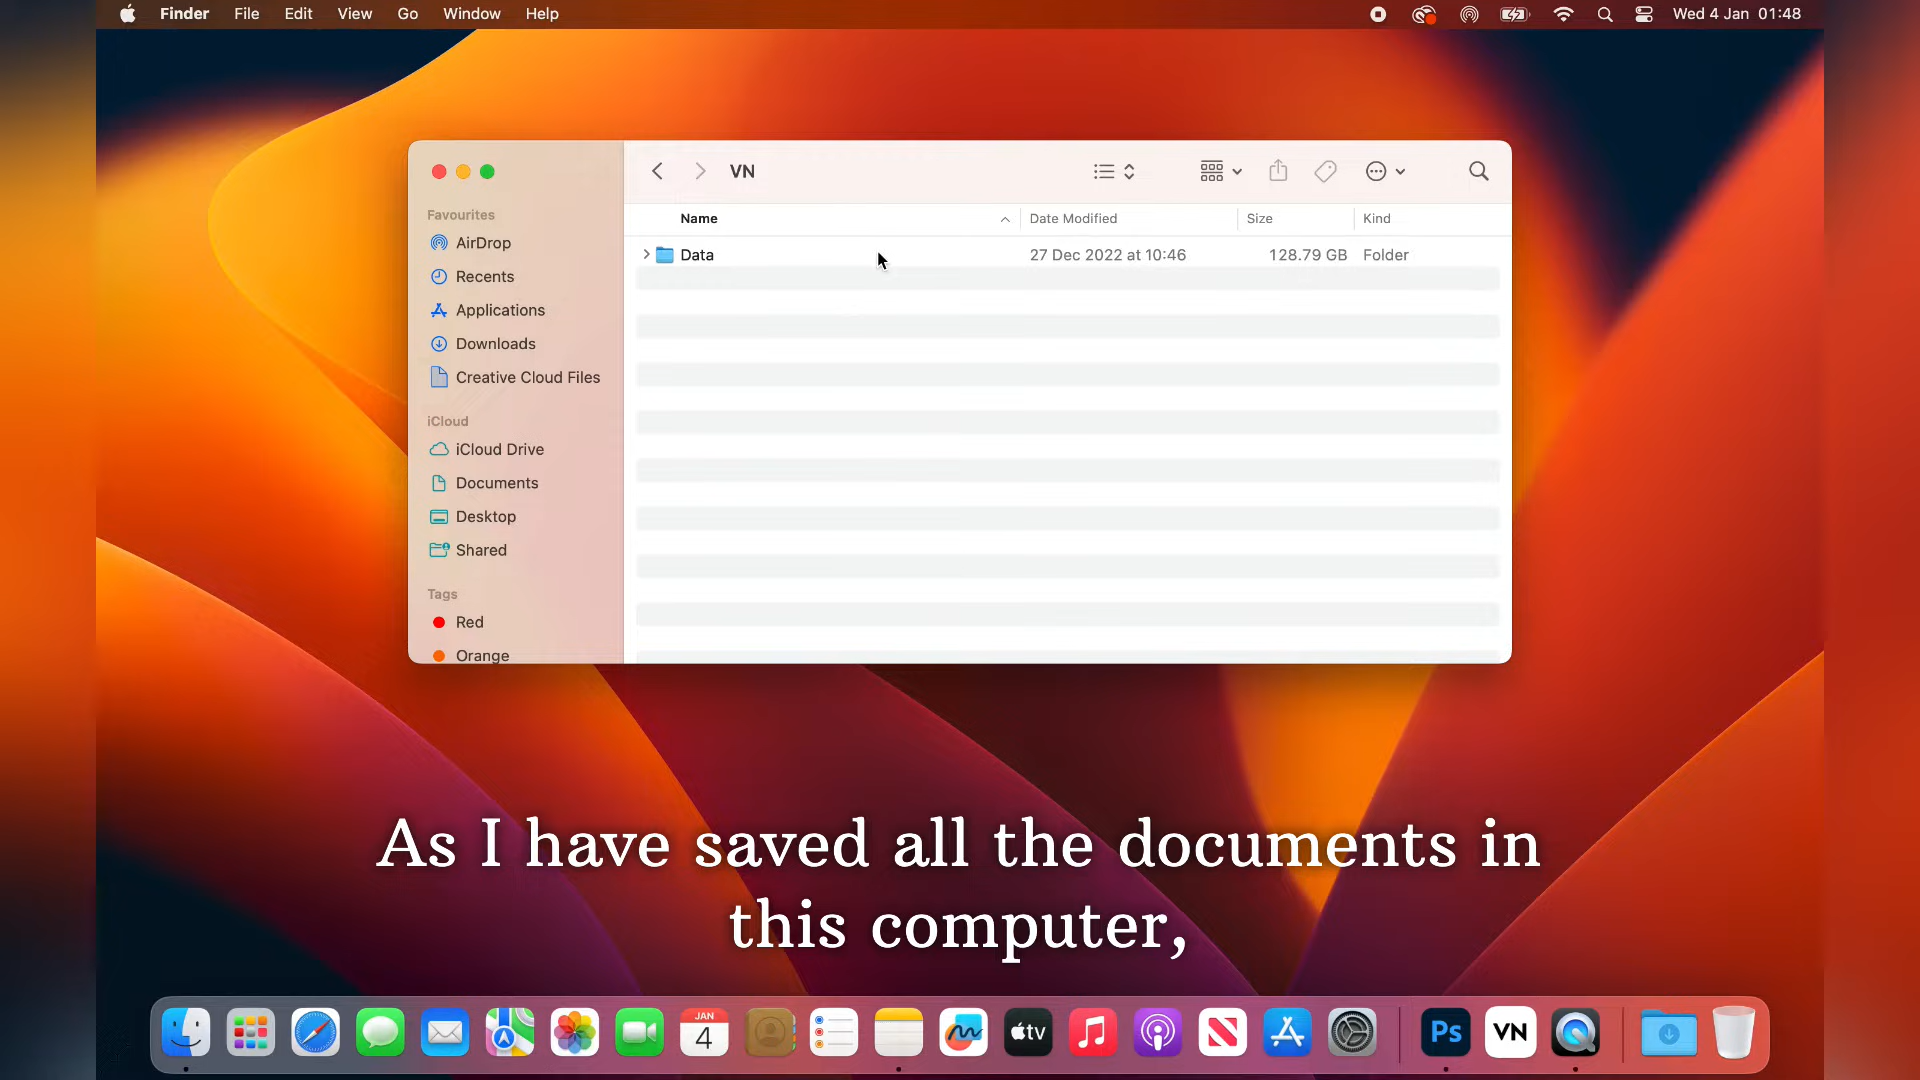 Finder File Edit View Go Window Help Wed 4 Jan 01:48
VN
Favourites
AirDrop
Recents
Applications
Downloads
Creative Cloud Files
iCloud
iCloud Drive
Documents
Desktop
Shared
Tags
Red
Orange
Name Date Modified Size Kind
Data 27 Dec 2022 at 10:46 128.79 GB Folder
As I have saved all the documents in
this computer,
JAN
4
tv
Ps
VN